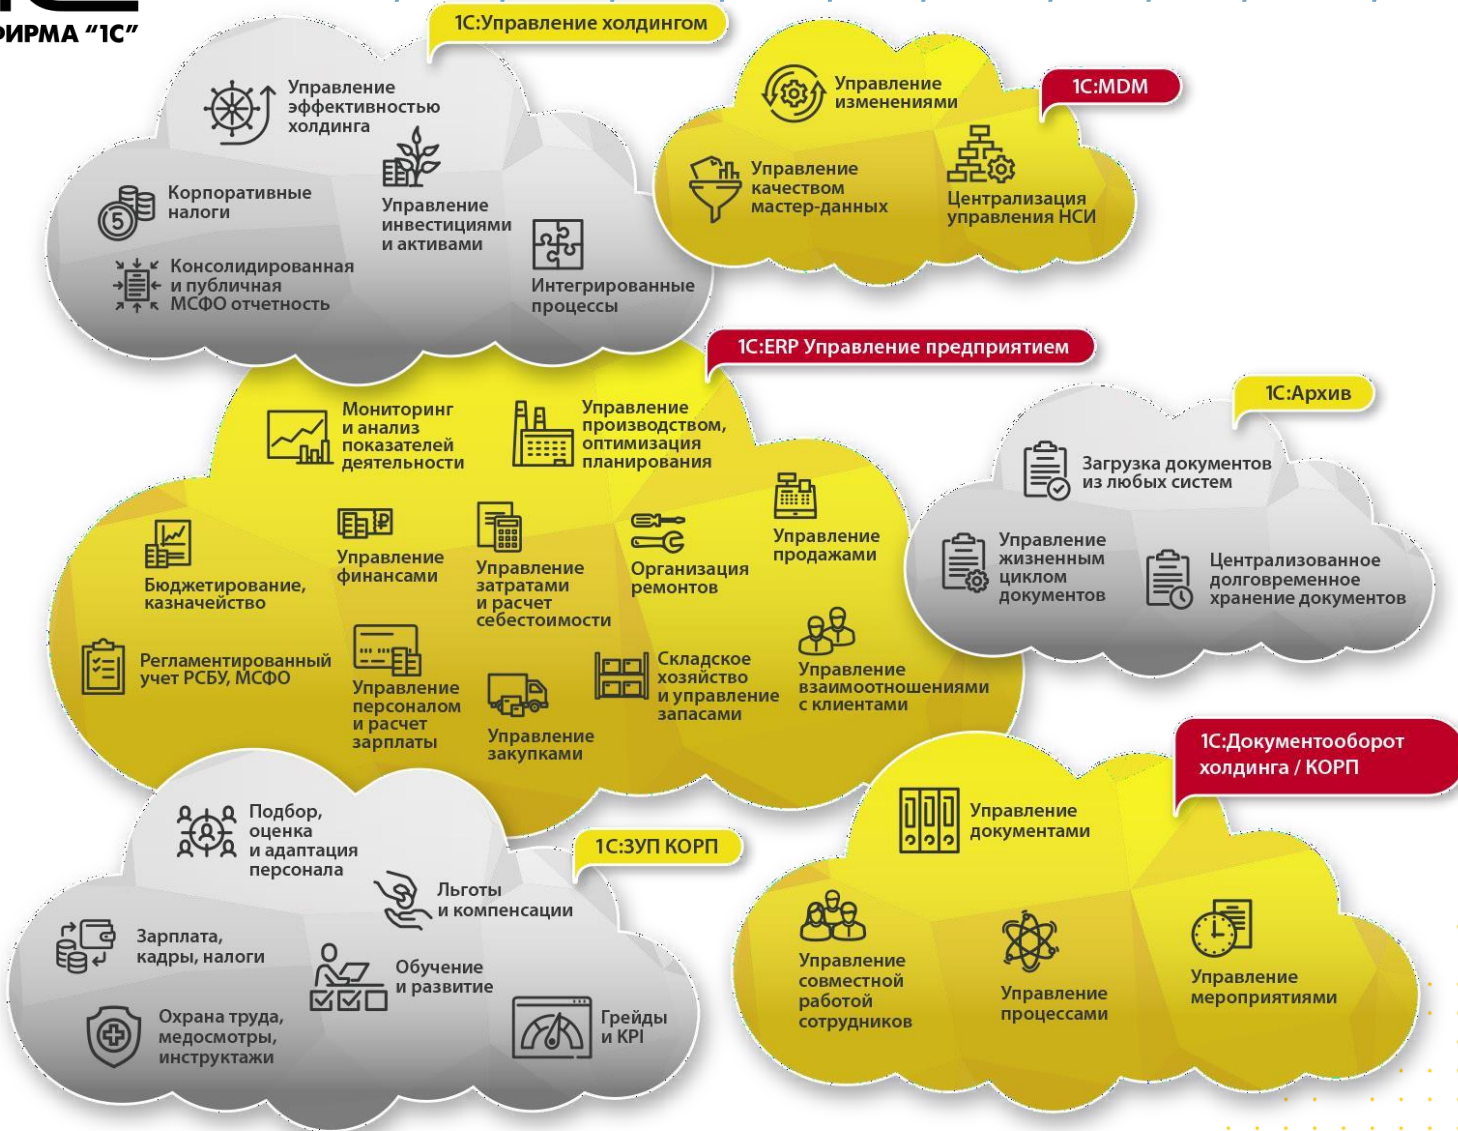 ФИРМА “1С”
1С:Управление холдингом
Управление
эффективностью
холдинга
Корпоративные
налоги
5
Управление
инвестициями
и активами
Консолидированная
и публичная
МСФО отчетность
Интегрированные
процессы
1С:MDM
Управление
изменениями
Управление
качеством
мастер-данных
Централизация
управления НСИ
1С:ERP Управление предприятием
Мониторинг
и анализ
показателей
деятельности
Управление
производством,
оптимизация
планирования
Бюджетирование,
казначейство
₽
Управление
финансами
Управление
затратами
и расчет
себестоимости
Организация
ремонтов
Управление
продажами
Регламентированный
учет РСБУ, МСФО
Управление
персоналом
и расчет
зарплаты
Управление
закупками
Складское
хозяйство
и управление
запасами
Управление
взаимоотношениями
с клиентами
1С:Архив
Загрузка документов
из любых систем
Управление
жизненным
циклом
документов
Централизованное
долговременное
хранение документов
1С:ЗУП КОРП
Подбор,
оценка
и адаптация
персонала
Льготы
и компенсации
Зарплата,
кадры, налоги
Обучение
и развитие
Охрана труда,
медосмотры,
инструктажи
Грейды
и KPI
1С:Документооборот
холдинга / КОРП
Управление
документами
Управление
совместной
работой
сотрудников
Управление
процессами
Управление
мероприятиями